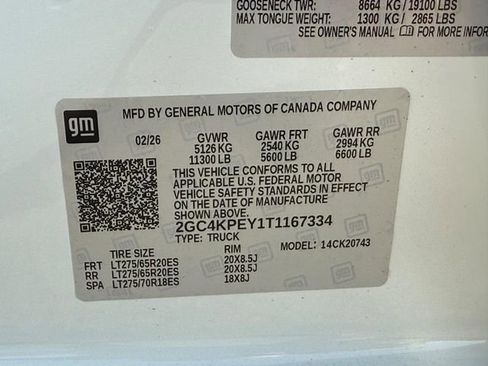 GOOSENECK TWR: 8664 KG / 19100 LBS
MAX TONGUE WEIGHT: 1300 KG / 2865 LBS
SEE OWNER'S MANUAL FOR MORE INFORM
gm
MFD BY GENERAL MOTORS OF CANADA COMPANY
02/26 GVWR GAWR FRT GAWR RR
5126 KG 2540 KG 2994 KG
11300 LB 5600 LB 6600 LB
THIS VEHICLE CONFORMS TO ALL
APPLICABLE U.S. FEDERAL MOTOR
VEHICLE SAFETY STANDARDS IN EFFECT
ON THE DATE OF MANUFACTURE
SHOWN ABOVE.
2GC4KPEY1T1167334
TYPE: TRUCK MODEL: 14CK20743
TIRE SIZE RIM
FRT LT275/65R20ES 20X8.5J
RR LT275/65R20ES 20X8.5J
SPA LT275/70R18ES 18X8J